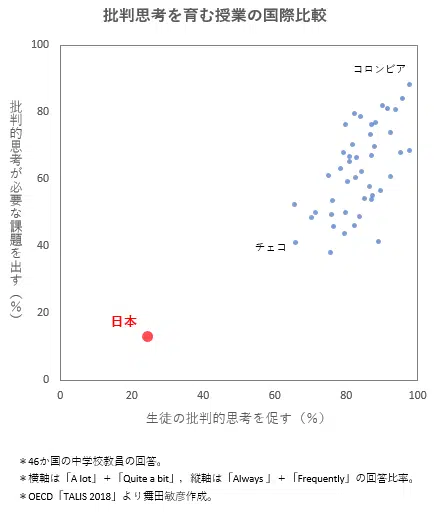 批判思考を育む授業の国際比較
批判的思考が必要な課題を出す（%）
100
80
60
40
20
0
コロンビア
チェコ
日本
0 20 40 60 80 100
生徒の批判的思考を促す（%）
＊46か国の中学校教員の回答。
＊横軸は「A lot」＋「Quite a bit」，縦軸は「Always 」＋「Frequently」の回答比率。
＊OECD「TALIS 2018」より舞田敏彦作成。